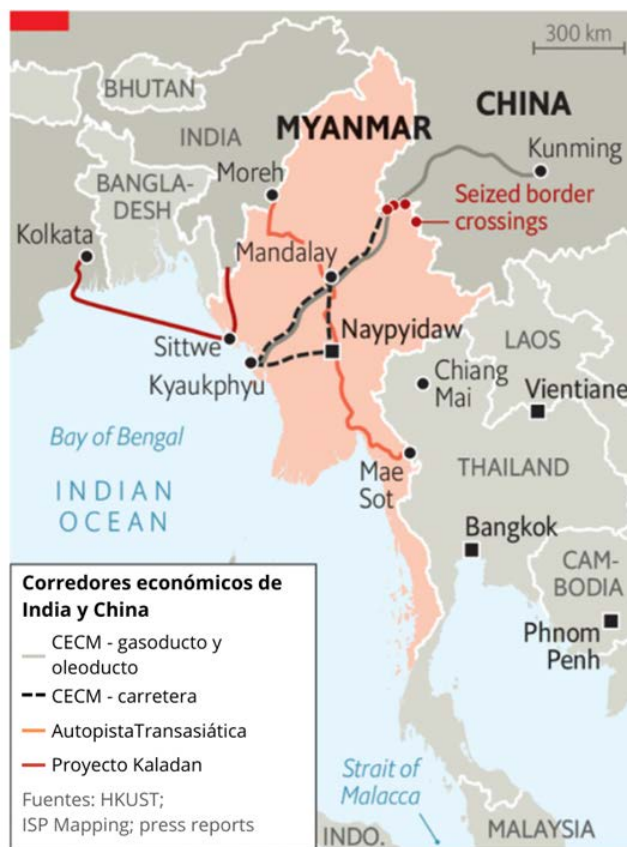 300 km
BHUTAN
CHINA
MYANMAR
INDIA
Kunming
Moreh
BANGLA-
DESH
Seized border
crossings
Kolkata
Mandalay
Naypyidaw
LAOS
Sittwe
Chiang
Mai
Kyaukphyu
Vientiane
Bay of Bengal
Mae
Sot
THAILAND
INDIAN
OCEAN
Bangkok
CAM-
BODIA
Phnom
Penh
Corredores económicos de
India y China
CECM - gasoducto y
oleoducto
CECM - carretera
AutopistaTransasiática
Proyecto Kaladan
Fuentes: HKUST;
ISP Mapping; press reports
Strait of
Malacca
INDO.
MALAYSIA